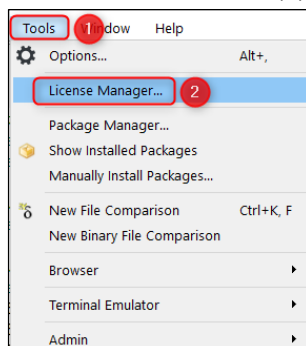 Tools 1 ndow Help
Options... Alt+,
License Manager... 2
Package Manager...
Show Installed Packages
Manually Install Packages...
New File Comparison Ctrl+K, F
New Binary File Comparison
Browser
Terminal Emulator
Admin